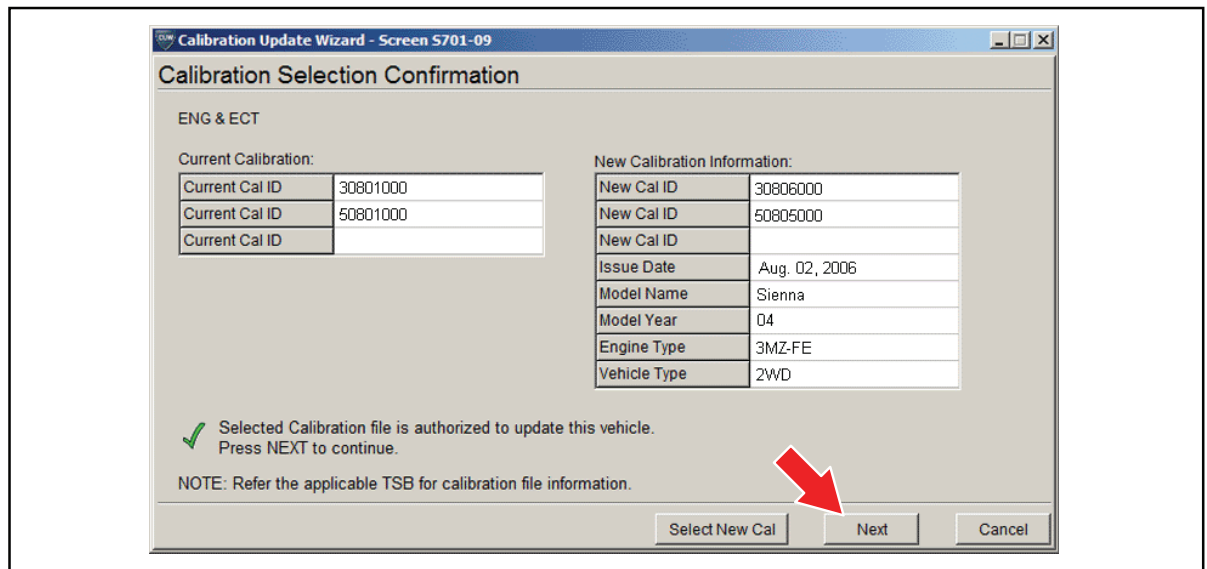 CUW Calibration Update Wizard - Screen S701-09
Calibration Selection Confirmation
ENG & ECT
Current Calibration:
Current Cal ID 30801000
Current Cal ID 50801000
Current Cal ID
New Calibration Information:
New Cal ID 30806000
New Cal ID 50805000
New Cal ID
Issue Date Aug. 02, 2006
Model Name Sienna
Model Year 04
Engine Type 3MZ-FE
Vehicle Type 2WD
Selected Calibration file is authorized to update this vehicle.
Press NEXT to continue.
NOTE: Refer the applicable TSB for calibration file information.
Select New Cal Next Cancel